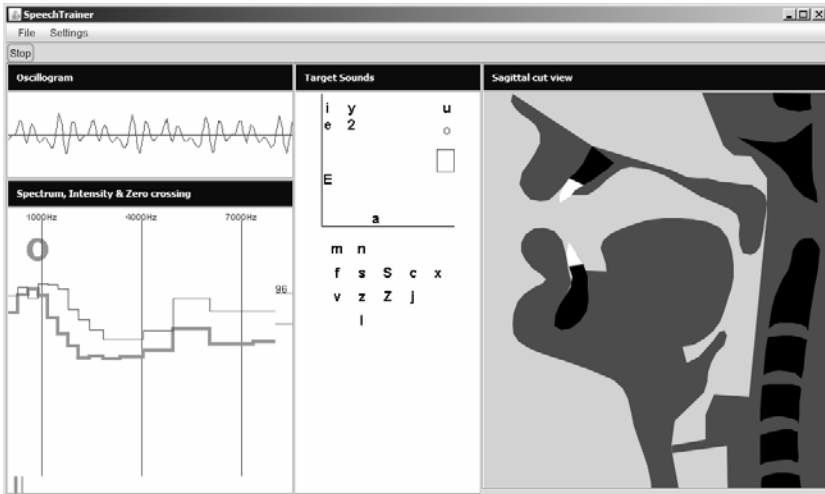 SpeechTrainer
File Settings
Stop
Oscillogram
Spectrum, Intensity & Zero crossing
1000Hz 4000Hz 7000Hz
O
96
Target Sounds
i y u
e 2 o
E
a
m n
f s S c x
v z Z j
l
Sagittal cut view